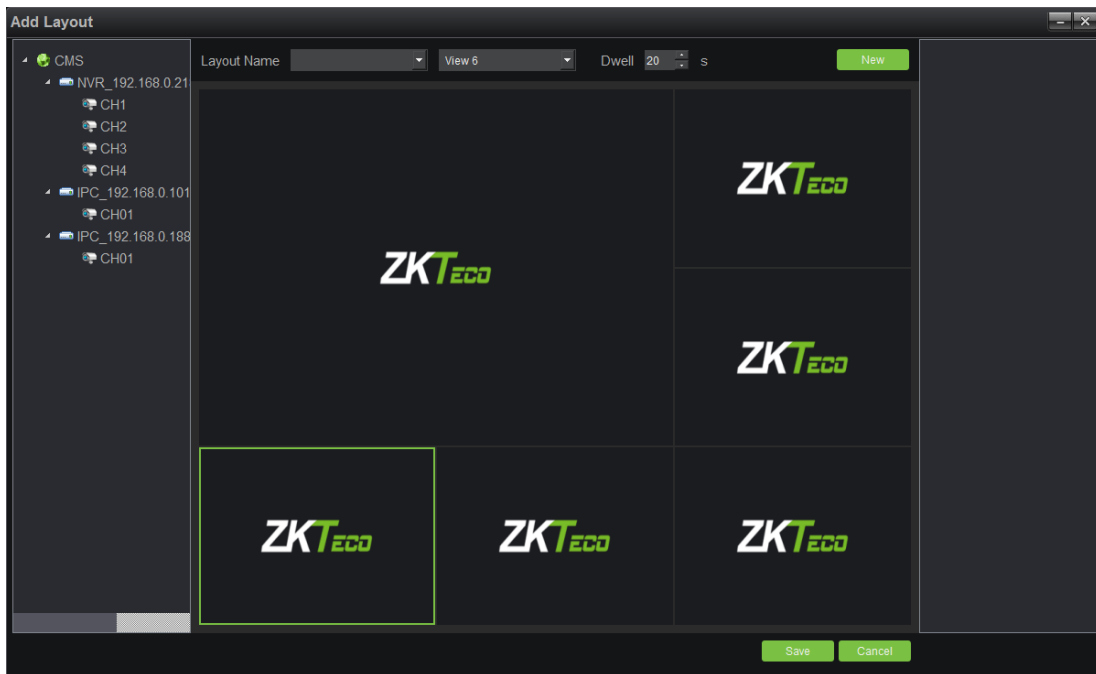 Add Layout
CMS
NVR_192.168.0.21
CH1
CH2
CH3
CH4
IPC_192.168.0.101
CH01
IPC_192.168.0.188
CH01
Layout Name View 6 Dwell 20 s New
ZKTeco
ZKTeco
ZKTeco
ZKTeco ZKTeco ZKTeco
Save Cancel